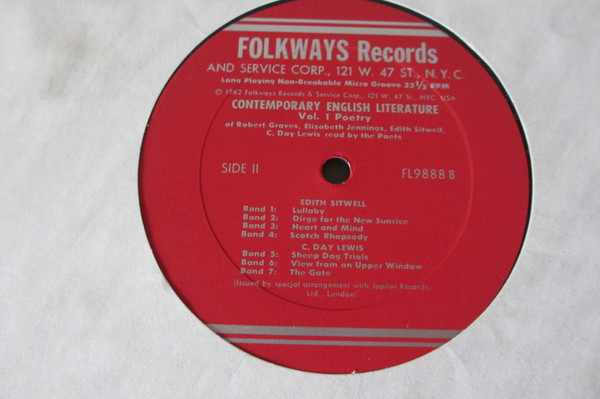 FOLKWAYS Records
AND SERVICE CORP., 121 W. 47 ST., N.Y.C.
Long Playing Non-Breakable Micro Groove 33⅓ RPM
© 1962 Folkways Records & Service Corp., 121 W. 47 St., NYC, USA
CONTEMPORARY ENGLISH LITERATURE
Vol. 1 Poetry
of Robert Graves, Elizabeth Jennings, Edith Sitwell,
C. Day Lewis read by the Poets
SIDE II FL9888 B
EDITH SITWELL
Band 1: Lullaby
Band 2: Dirge for the New Sunrise
Band 3: Heart and Mind
Band 4: Scotch Rhapsody
C. DAY LEWIS
Band 5: Sheep Dog Trials
Band 6: View from an Upper Window
Band 7: The Gate
(Issued by special arrangement with Jupiter Records,
Ltd., London)